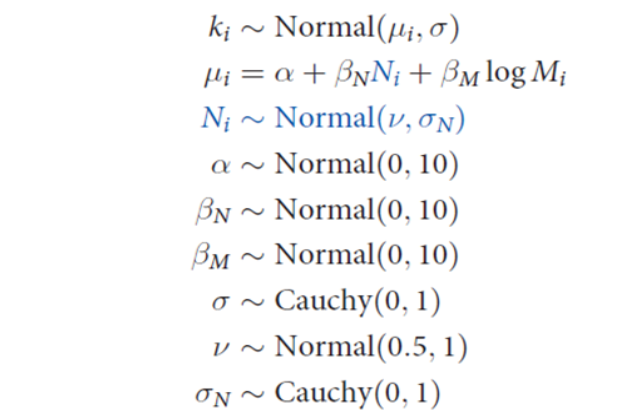 kᵢ ~ Normal(μᵢ, σ)
μᵢ = α + β_N Nᵢ + β_M log Mᵢ
Nᵢ ~ Normal(ν, σ_N)
α ~ Normal(0, 10)
β_N ~ Normal(0, 10)
β_M ~ Normal(0, 10)
σ ~ Cauchy(0, 1)
ν ~ Normal(0.5, 1)
σ_N ~ Cauchy(0, 1)